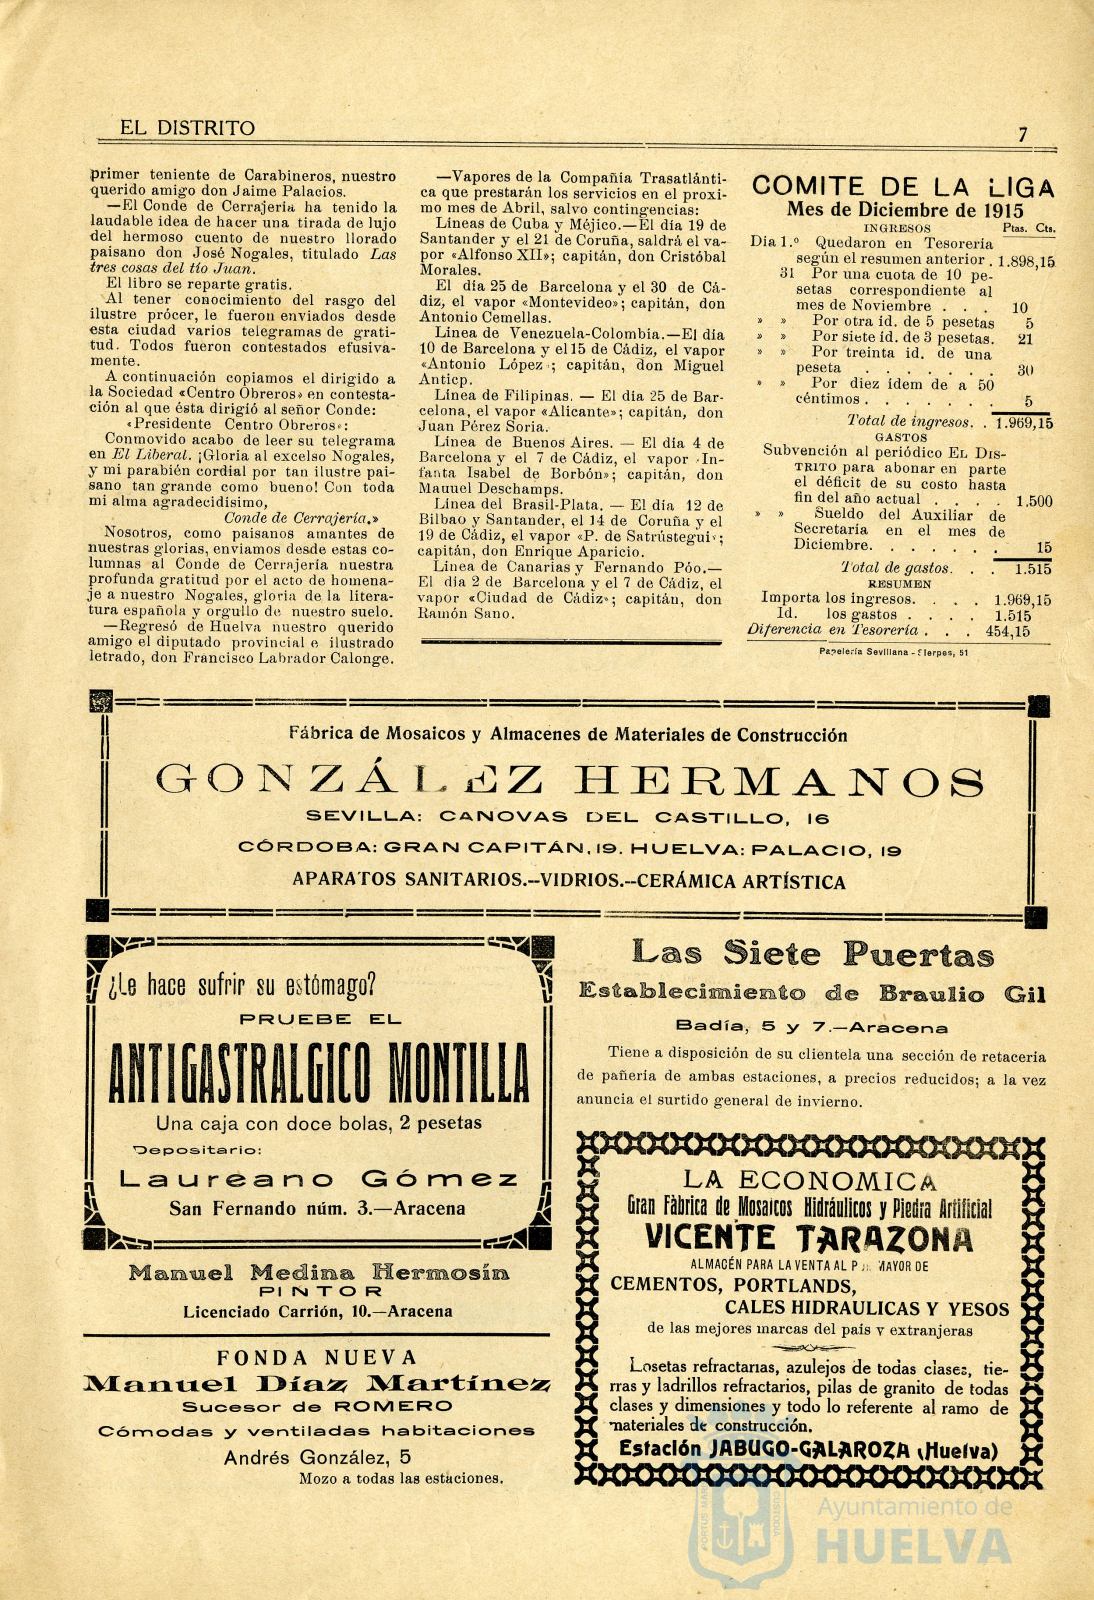 EL DISTRITO
7
primer teniente de Carabineros, nuestro
querido amigo don Jaime Palacios.
—El Conde de Cerrajería ha tenido la
laudable idea de hacer una tirada de lujo
del hermoso cuento de nuestro llorado
paisano don José Nogales, titulado Las
tres cosas del tío Juan.
El libro se reparte gratis.
Al tener conocimiento del rasgo del
ilustre prócer, le fueron enviados desde
esta ciudad varios telegramas de grati-
tud. Todos fueron contestados efusiva-
mente.
A continuación copiamos el dirigido a
la Sociedad «Centro Obreros» en contesta-
ción al que ésta dirigió al señor Conde:
«Presidente Centro Obreros»:
Conmovido acabo de leer su telegrama
en El Liberal. ¡Gloria al excelso Nogales,
y mi parabién cordial por tan ilustre pai-
sano tan grande como bueno! Con toda
mi alma agradecidísimo,
Conde de Cerrajería.»
Nosotros, como paisanos amantes de
nuestras glorias, enviamos desde estas co-
lumnas al Conde de Cerrajería nuestra
profunda gratitud por el acto de homena-
je a nuestro Nogales, gloria de la litera-
tura española y orgullo de nuestro suelo.
—Regresó de Huelva nuestro querido
amigo el diputado provincial e ilustrado
letrado, don Francisco Labrador Calonge.
—Vapores de la Compañía Trasatlánti-
ca que prestarán los servicios en el proxi-
mo mes de Abril, salvo contingencias:
Líneas de Cuba y Méjico.—El día 19 de
Santander y el 21 de Coruña, saldrá el va-
por «Alfonso XII»; capitán, don Cristóbal
Morales.
El día 25 de Barcelona y el 30 de Cá-
diz, el vapor «Montevideo»; capitán, don
Antonio Cemellas.
Línea de Venezuela-Colombia.—El día
10 de Barcelona y el 15 de Cádiz, el vapor
«Antonio López»; capitán, don Miguel
Anticp.
Línea de Filipinas. — El día 25 de Bar-
celona, el vapor «Alicante»; capitán, don
Juan Pérez Soria.
Línea de Buenos Aires. — El día 4 de
Barcelona y el 7 de Cádiz, el vapor «In-
fanta Isabel de Borbón»; capitán, don
Manuel Deschamps.
Línea del Brasil-Plata. — El día 12 de
Bilbao y Santander, el 14 de Coruña y el
19 de Cádiz, el vapor «P. de Satrústegui»;
capitán, don Enrique Aparicio.
Línea de Canarias y Fernando Póo.—
El día 2 de Barcelona y el 7 de Cádiz, el
vapor «Ciudad de Cádiz»; capitán, don
Ramón Sano.
COMITE DE LA LIGA
Mes de Diciembre de 1915
INGRESOS Ptas. Cts.
Día 1.º Quedaron en Tesorería
según el resumen anterior . 1.898,15
31 Por una cuota de 10 pe-
setas correspondiente al
mes de Noviembre . . . 10
» » Por otra íd. de 5 pesetas 5
» » Por siete íd. de 3 pesetas. 21
» » Por treinta id. de una
peseta . . . . . . . 30
» » Por diez ídem de a 50
céntimos . . . . . . . 5
Total de ingresos. . 1.969,15
GASTOS
Subvención al periódico EL DIS-
TRITO para abonar en parte
el déficit de su costo hasta
fin del año actual . . . . 1.500
» » Sueldo del Auxiliar de
Secretaría en el mes de
Diciembre. . . . . . . 15
Total de gastos. . . 1.515
RESUMEN
Importa los ingresos. . . . 1.969,15
Id. los gastos . . . . 1.515
Diferencia en Tesorería . . . 454,15
Papelería Sevillana - Sierpes, 51
Fábrica de Mosaicos y Almacenes de Materiales de Construcción
GONZÁLEZ HERMANOS
SEVILLA: CANOVAS DEL CASTILLO, 16
CÓRDOBA: GRAN CAPITÁN, 19. HUELVA: PALACIO, 19
APARATOS SANITARIOS.--VIDRIOS.--CERÁMICA ARTÍSTICA
¿Le hace sufrir su estómago?
PRUEBE EL
ANTIGASTRALGICO MONTILLA
Una caja con doce bolas, 2 pesetas
Depositario:
Laureano Gómez
San Fernando núm. 3.—Aracena
Manuel Medina Hermosín
PINTOR
Licenciado Carrión, 10.—Aracena
FONDA NUEVA
Manuel Díaz Martínez
Sucesor de ROMERO
Cómodas y ventiladas habitaciones
Andrés González, 5
Mozo a todas las estaciones.
Las Siete Puertas
Establecimiento de Braulio Gil
Badía, 5 y 7.—Aracena
Tiene a disposición de su clientela una sección de retacería
de pañería de ambas estaciones, a precios reducidos; a la vez
anuncia el surtido general de invierno.
LA ECONOMICA
Gran Fàbrica de Mosaicos Hidráulicos y Piedra Artificial
VICENTE TARAZONA
ALMACÉN PARA LA VENTA AL POR MAYOR DE
CEMENTOS, PORTLANDS,
CALES HIDRAULICAS Y YESOS
de las mejores marcas del país y extranjeras
Losetas refractarias, azulejos de todas clases, tie-
rras y ladrillos refractarios, pilas de granito de todas
clases y dimensiones y todo lo referente al ramo de
materiales de construcción.
Estación JABUGO-GALAROZA (Huelva)
PORTUS MARIS
CUSTODIA
Ayuntamiento de
HUELVA